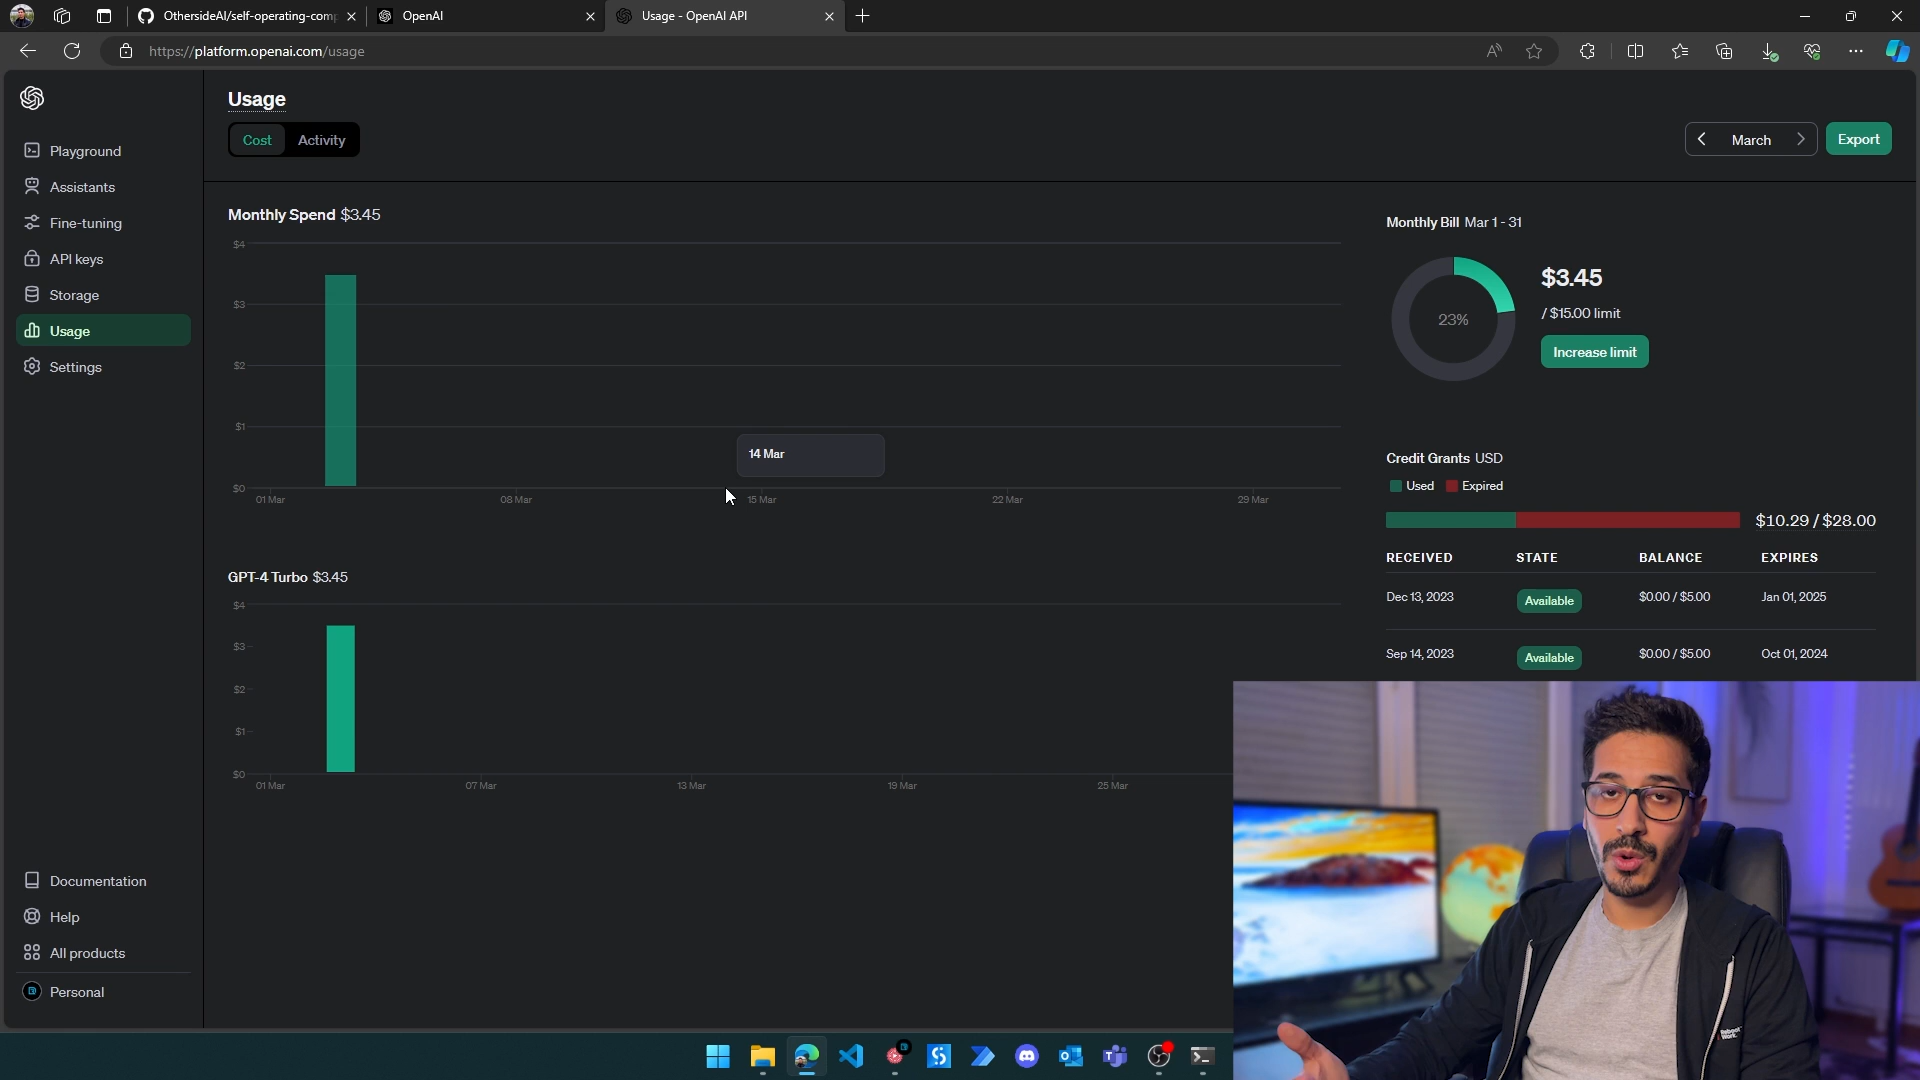 OthersideAI/self-operating-comp
OpenAI
Usage - OpenAI API
https://platform.openai.com/usage
Usage
Cost
Activity
March
Export
Playground
Assistants
Fine-tuning
API keys
Storage
Usage
Settings
Documentation
Help
All products
Personal
Monthly Spend $3.45
$4
$3
$2
$1
$0
01 Mar
08 Mar
15 Mar
22 Mar
29 Mar
14 Mar
GPT-4 Turbo $3.45
$4
$3
$2
$1
$0
01 Mar
07 Mar
13 Mar
19 Mar
25 Mar
Monthly Bill Mar 1 - 31
23%
$3.45
/ $15.00 limit
Increase limit
Credit Grants USD
Used
Expired
$10.29 / $28.00
RECEIVED STATE BALANCE EXPIRES
Dec 13, 2023 Available $0.00 / $5.00 Jan 01, 2025
Sep 14, 2023 Available $0.00 / $5.00 Oct 01, 2024